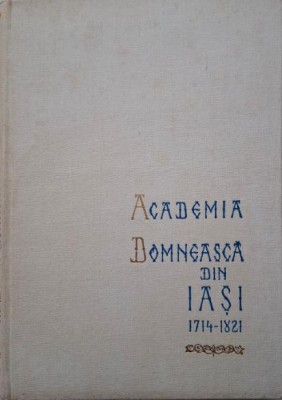 ACADEMIA
DOMNEASCĂ
DIN
IAȘI
1714-1821